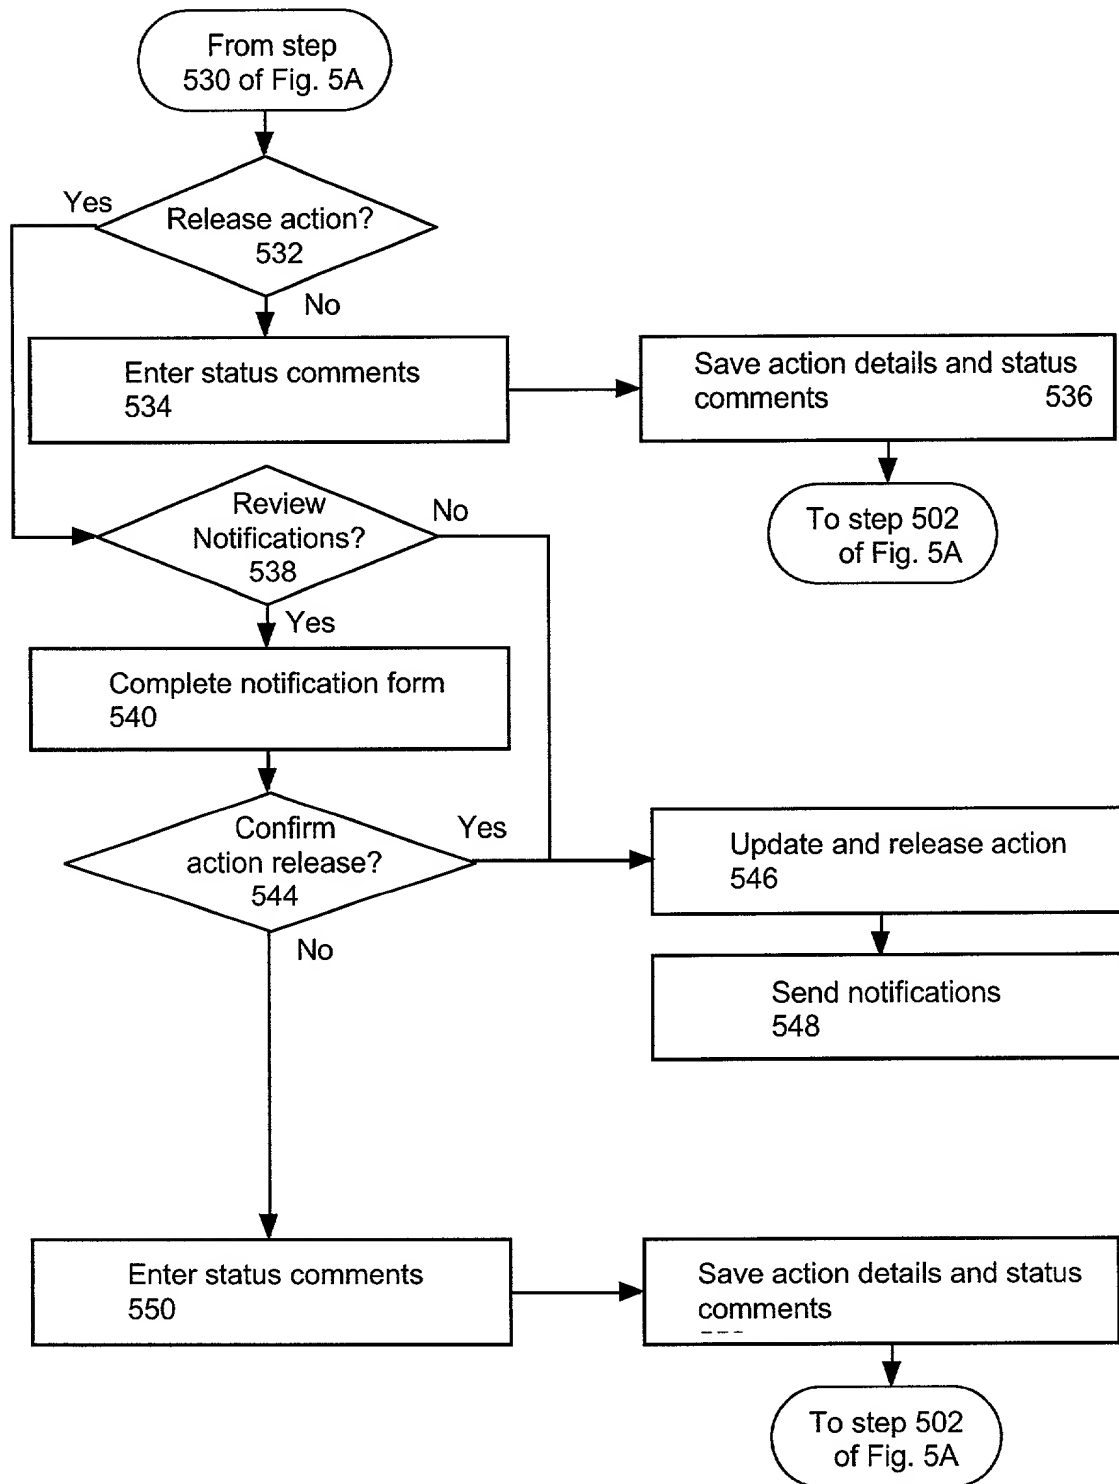 From step
530 of Fig. 5A
Yes
Release action?
532
No
Enter status comments
534
Save action details and status
comments 536
To step 502
of Fig. 5A
Review
Notifications?
538
No
Yes
Complete notification form
540
Confirm
action release?
544
Yes
No
Update and release action
546
Send notifications
548
Enter status comments
550
Save action details and status
comments
To step 502
of Fig. 5A